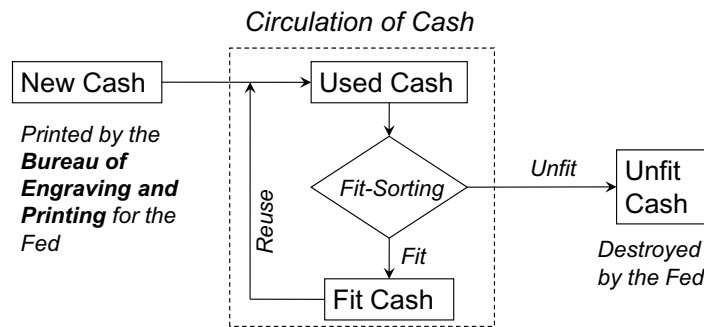 Circulation of Cash
New Cash
Used Cash
Printed by the
Bureau of
Engraving and
Printing for the
Fed
Reuse
Fit-Sorting
Unfit
Unfit
Cash
Destroyed
by the Fed
Fit
Fit Cash